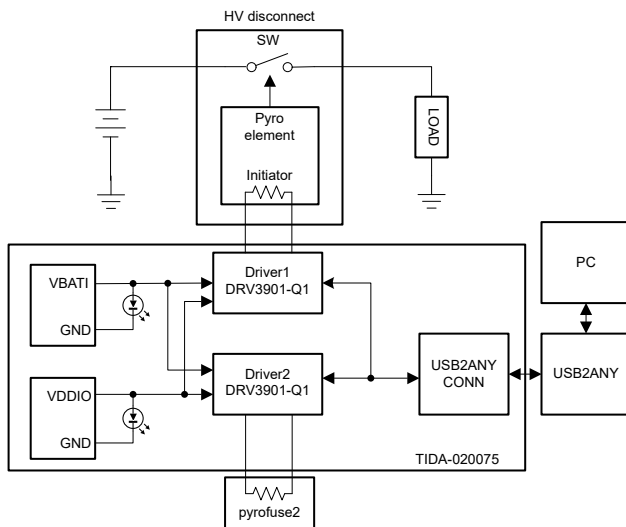 HV disconnect
SW
Pyro
element
Initiator
LOAD
VBATI
GND
VDDIO
GND
Driver1
DRV3901-Q1
Driver2
DRV3901-Q1
USB2ANY
CONN
PC
USB2ANY
TIDA-020075
pyrofuse2